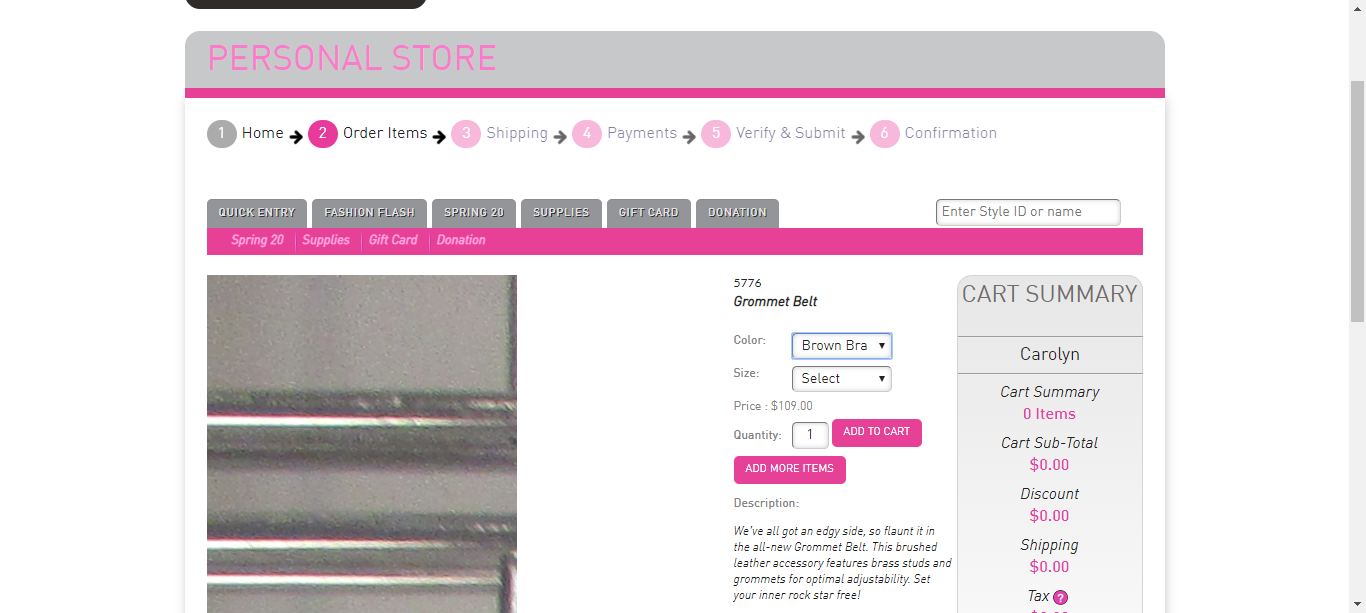 PERSONAL STORE
1 Home 2 Order Items 3 Shipping 4 Payments 5 Verify & Submit 6 Confirmation
QUICK ENTRY FASHION FLASH SPRING 20 SUPPLIES GIFT CARD DONATION
Enter Style ID or name
Spring 20 Supplies Gift Card Donation
5776
Grommet Belt
Color: Brown Bra
Size: Select
Price : $109.00
Quantity: 1 ADD TO CART
ADD MORE ITEMS
Description:
We've all got an edgy side, so flaunt it in
the all-new Grommet Belt. This brushed
leather accessory features brass studs and
grommets for optimal adjustability. Set
your inner rock star free!
CART SUMMARY
Carolyn
Cart Summary
0 Items
Cart Sub-Total
$0.00
Discount
$0.00
Shipping
$0.00
Tax ?